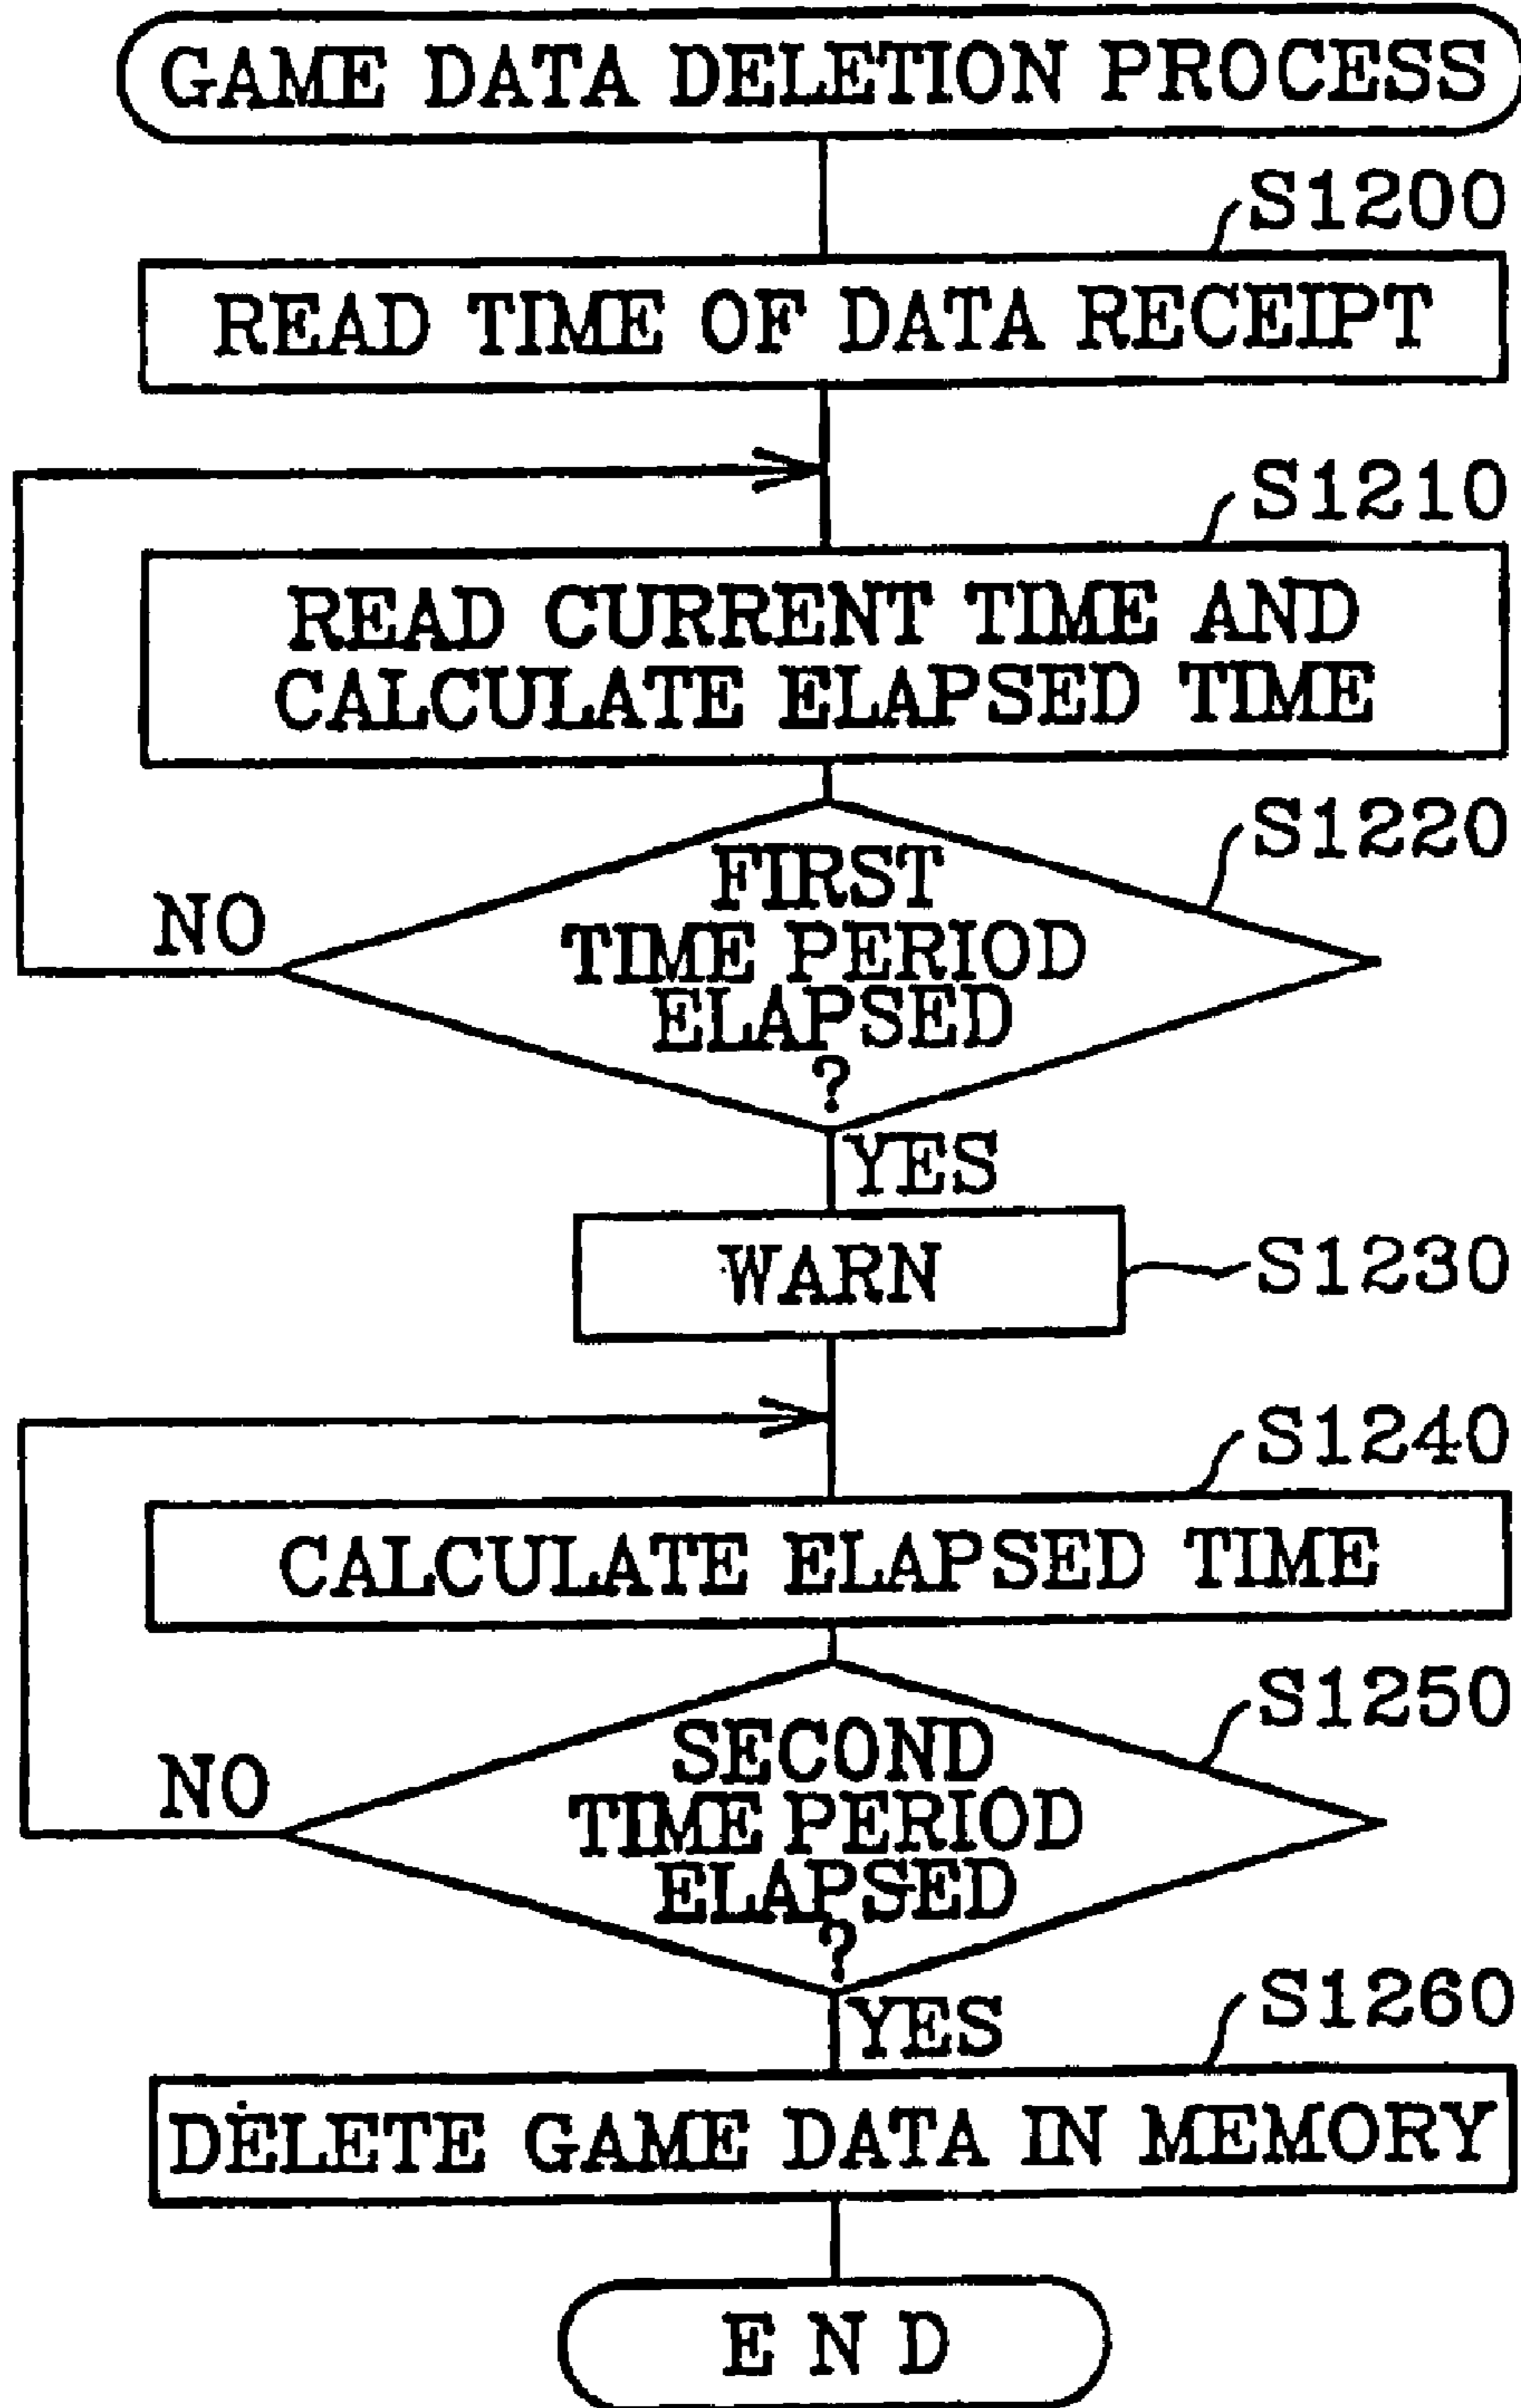 GAME DATA DELETION PROCESS
S1200
READ TIME OF DATA RECEIPT
S1210
READ CURRENT TIME AND
CALCULATE ELAPSED TIME
S1220
FIRST
TIME PERIOD
ELAPSED
?
NO
YES
WARN
S1230
S1240
CALCULATE ELAPSED TIME
S1250
SECOND
TIME PERIOD
ELAPSED
?
NO
YES
S1260
DELETE GAME DATA IN MEMORY
END